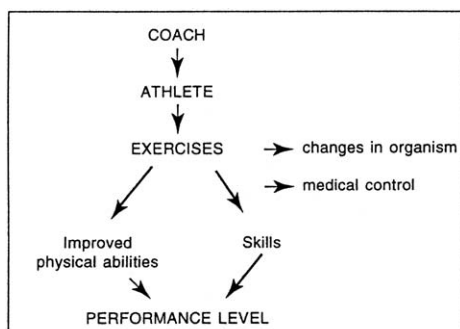 COACH
ATHLETE
EXERCISES
changes in organism
medical control
Improved
physical abilities
Skills
PERFORMANCE LEVEL